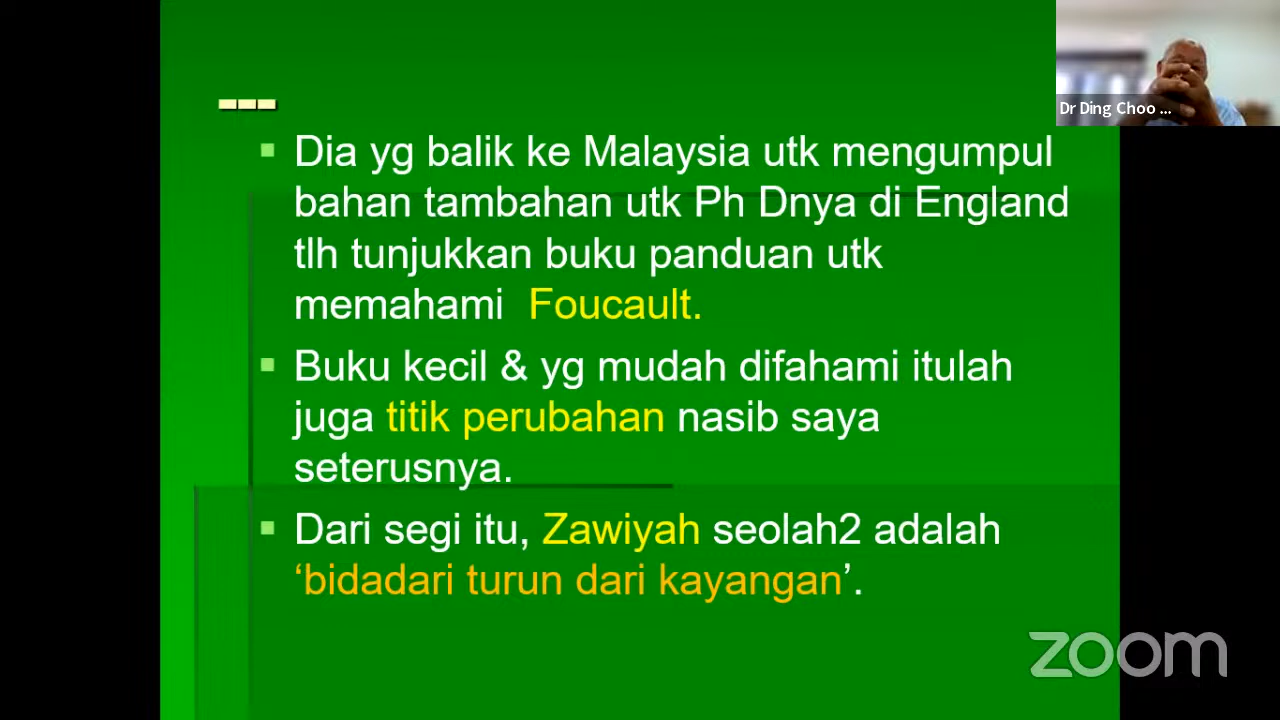 ---
Dia yg balik ke Malaysia utk mengumpul
bahan tambahan utk Ph Dnya di England
tlh tunjukkan buku panduan utk
memahami Foucault.
Buku kecil & yg mudah difahami itulah
juga titik perubahan nasib saya
seterusnya.
Dari segi itu, Zawiyah seolah2 adalah
‘bidadari turun dari kayangan’.
Dr Ding Choo ...
zoom